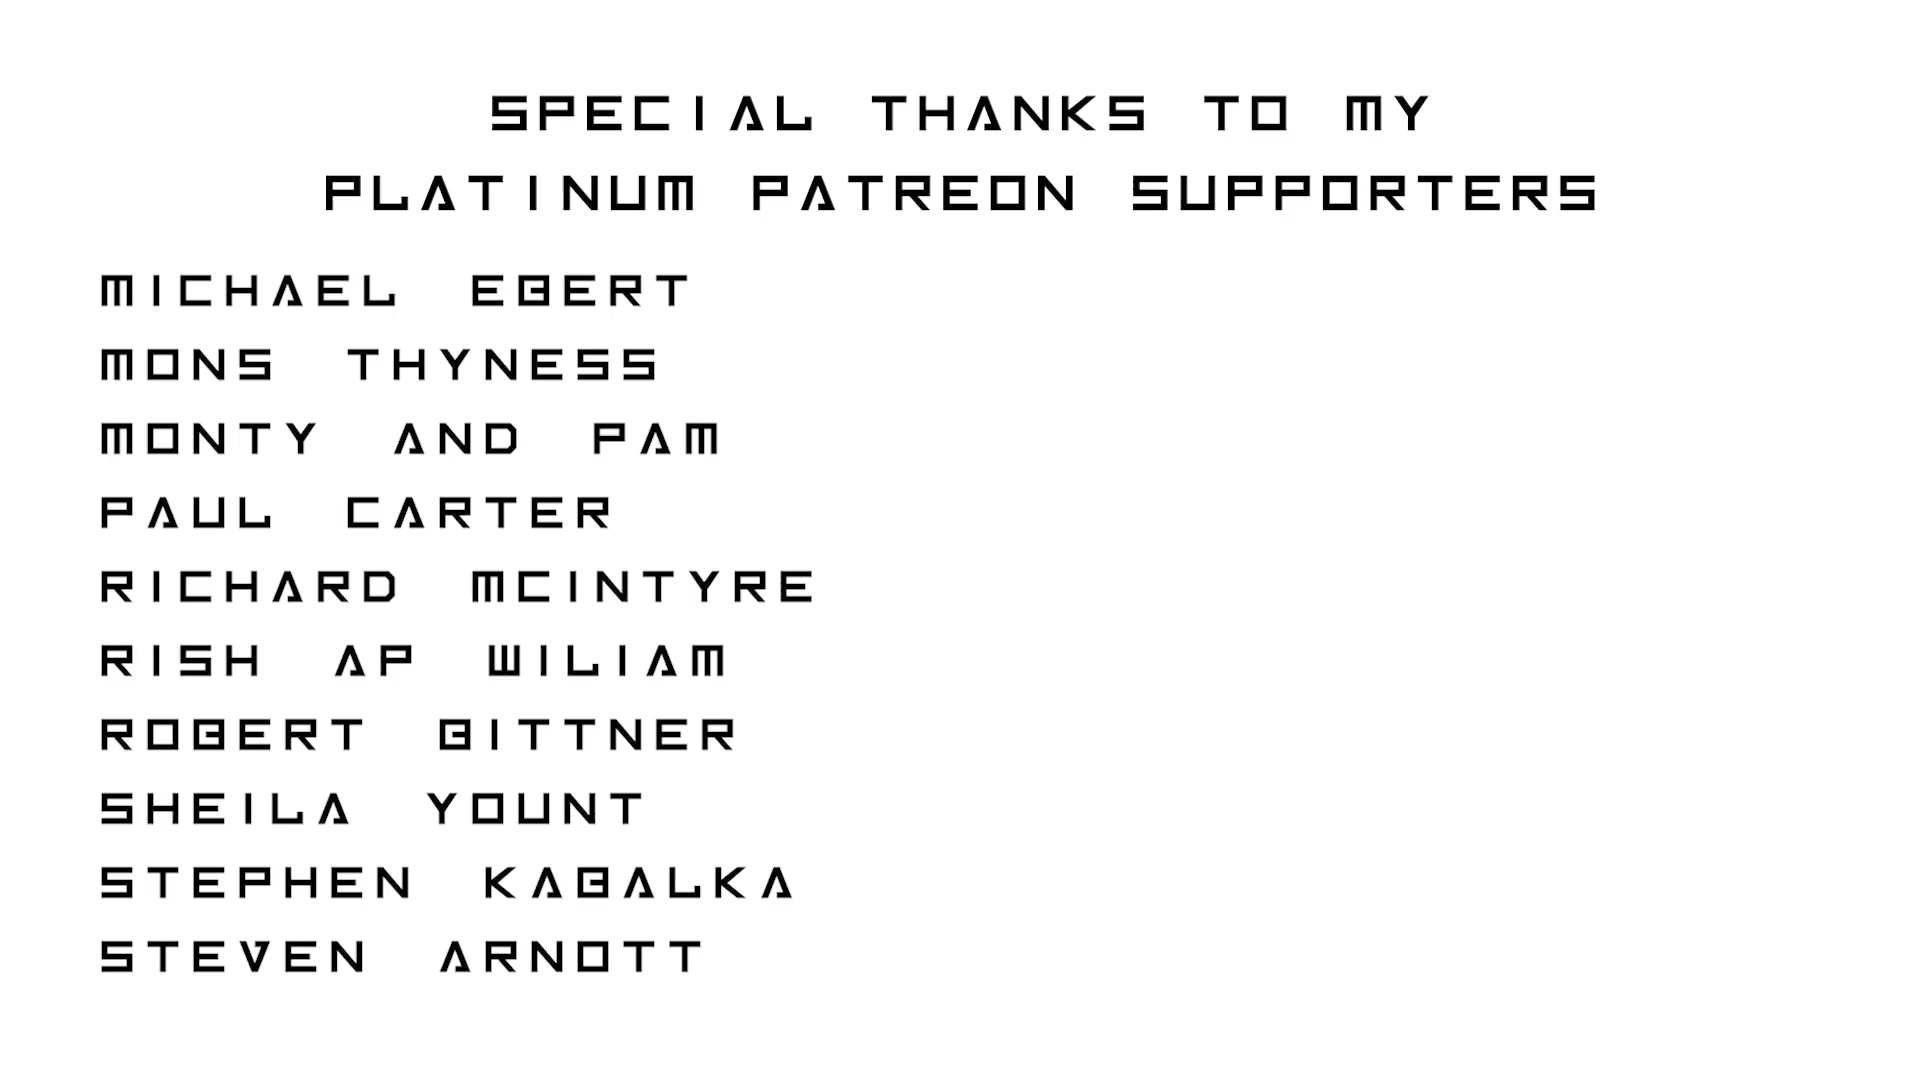 SPECIAL THANKS TO MY
PLATINUM PATREON SUPPORTERS
MICHAEL EBERT
MONS THYNESS
MONTY AND PAM
PAUL CARTER
RICHARD MCINTYRE
RISH AP WILIAM
ROBERT BITTNER
SHEILA YOUNT
STEPHEN KABALKA
STEVEN ARNOTT